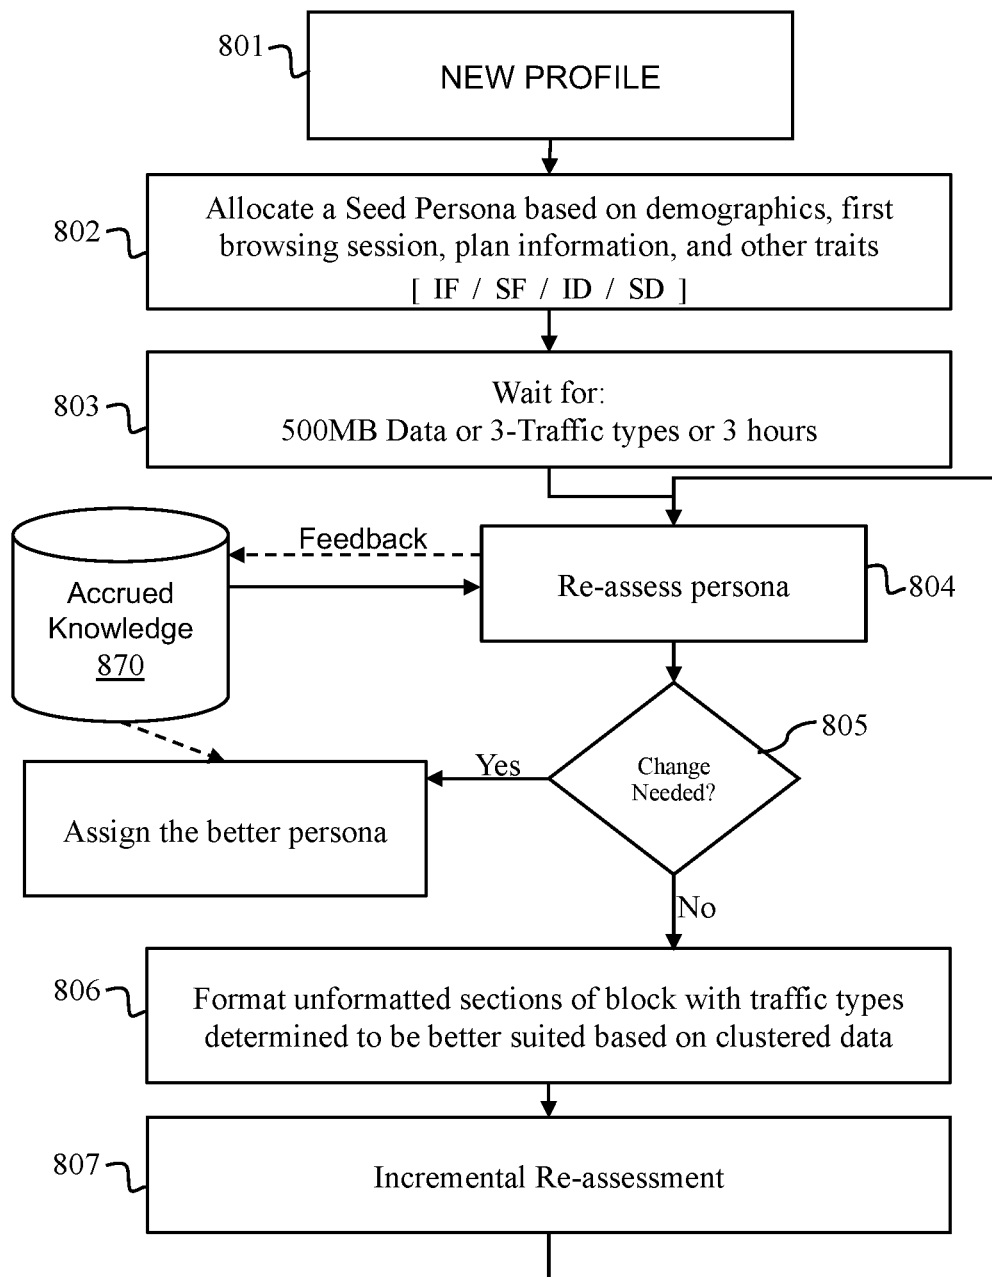 801
NEW PROFILE
802
Allocate a Seed Persona based on demographics, first
browsing session, plan information, and other traits
[ IF / SF / ID / SD ]
803
Wait for:
500MB Data or 3-Traffic types or 3 hours
Feedback
Accrued
Knowledge
870
Re-assess persona
804
805
Change
Needed?
Yes
Assign the better persona
No
806
Format unformatted sections of block with traffic types
determined to be better suited based on clustered data
807
Incremental Re-assessment